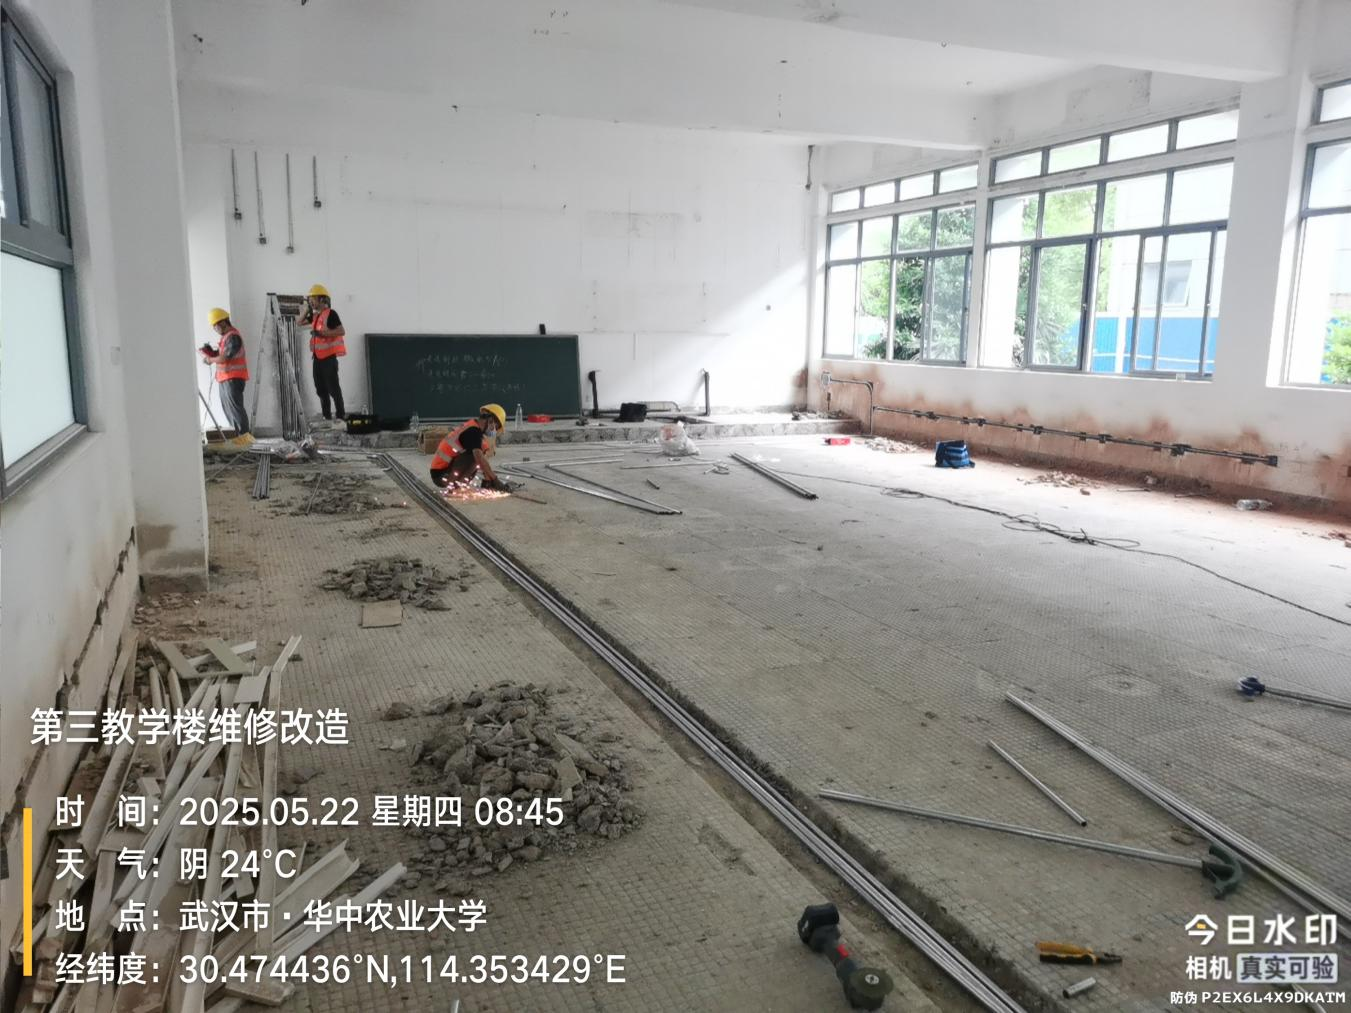 第三教学楼维修改造
时 间：2025.05.22 星期四 08:45
天 气：阴 24°C
地 点：武汉市·华中农业大学
经纬度：30.474436°N,114.353429°E
今日水印
相机 真实可验
防伪 P2EX6L4X9DKATM